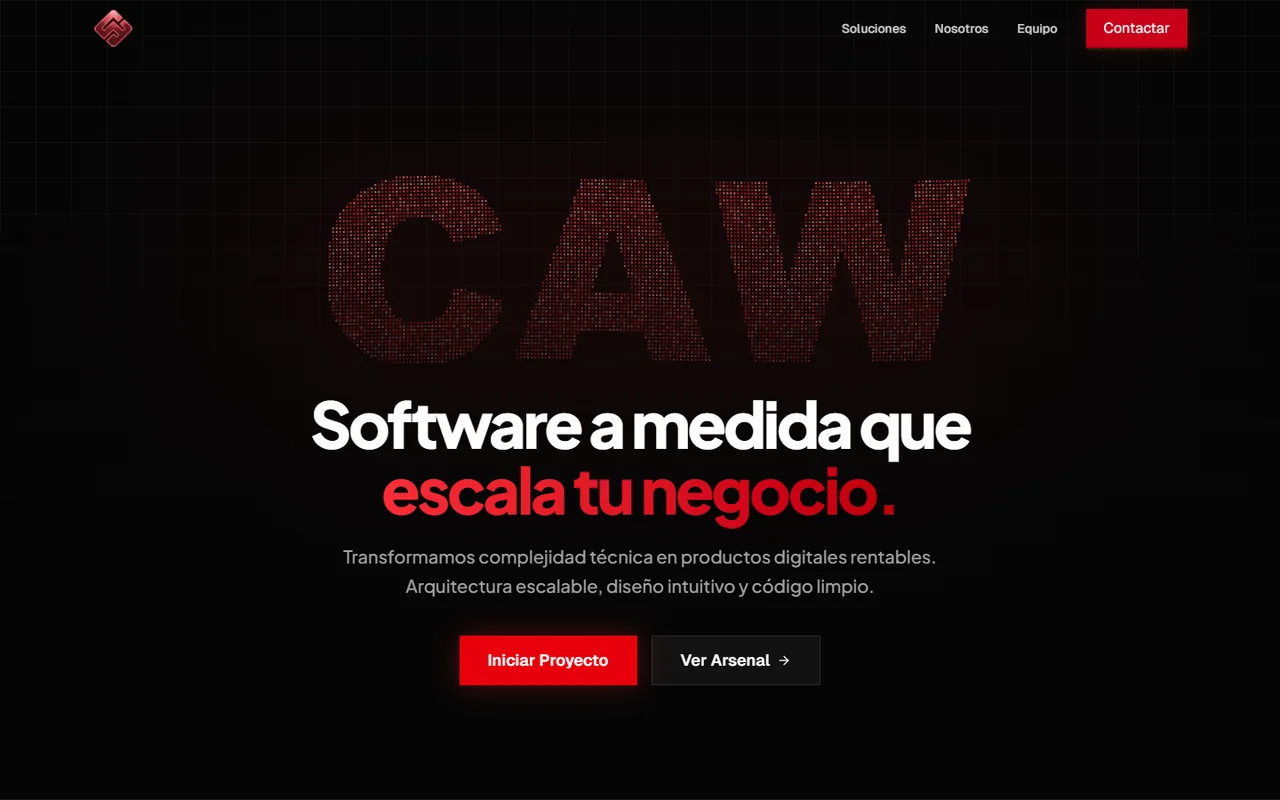 Soluciones
Nosotros
Equipo
Contactar
CAW
Software a medida que
escala tu negocio.
Transformamos complejidad técnica en productos digitales rentables.
Arquitectura escalable, diseño intuitivo y código limpio.
Iniciar Proyecto
Ver Arsenal →